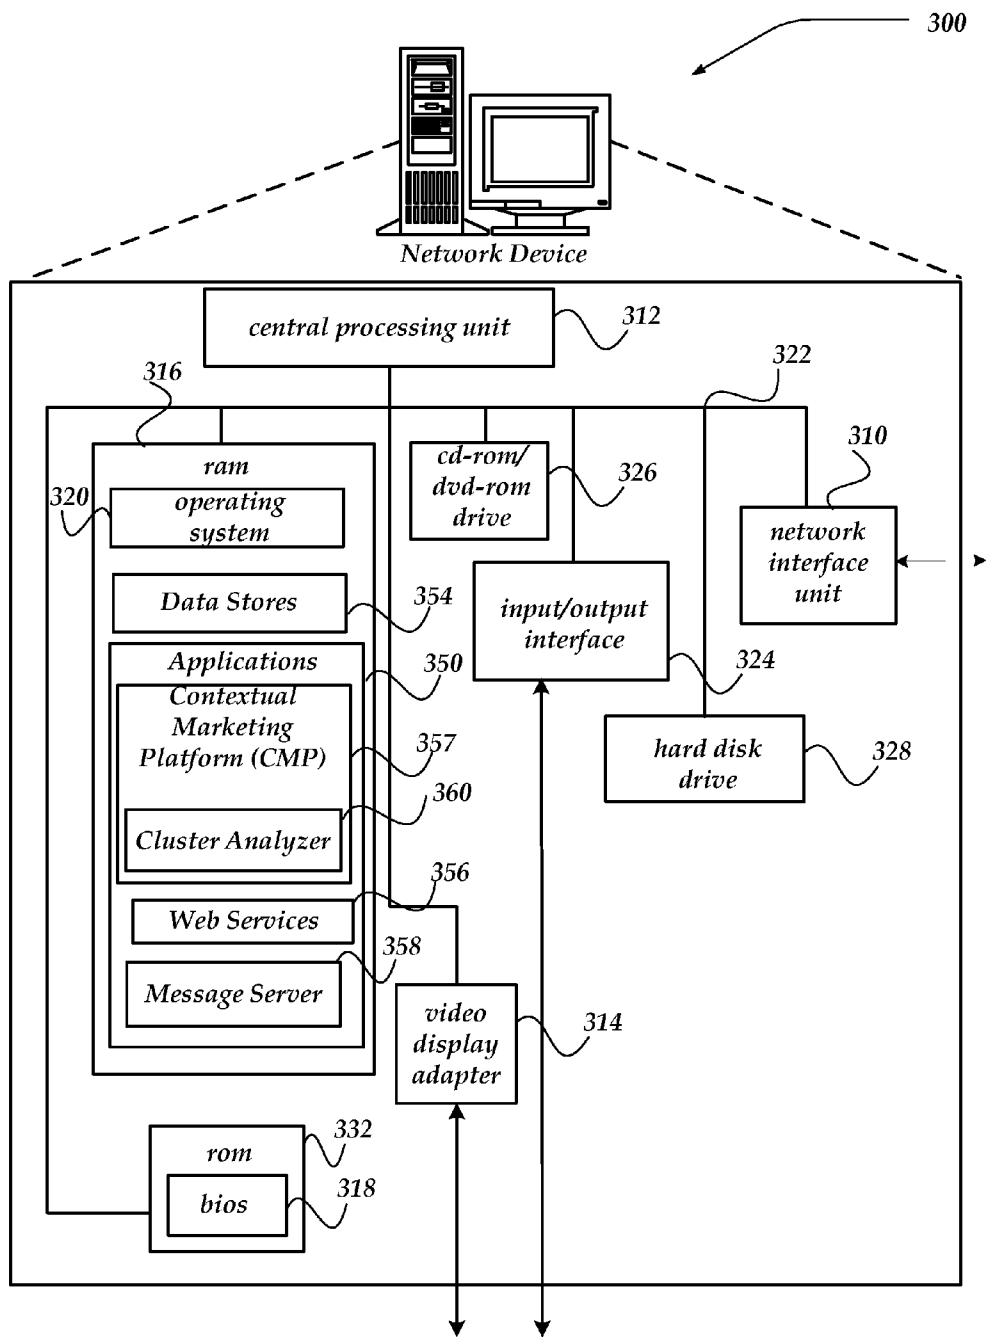 300
Network Device
central processing unit
312
316
322
ram
cd-rom/
dvd-rom
drive
326
310
320
operating
system
network
interface
unit
Data Stores
354
input/output
interface
324
Applications
350
Contextual
Marketing
Platform (CMP)
357
hard disk
drive
328
360
Cluster Analyzer
356
Web Services
358
Message Server
video
display
adapter
314
332
rom
bios
318